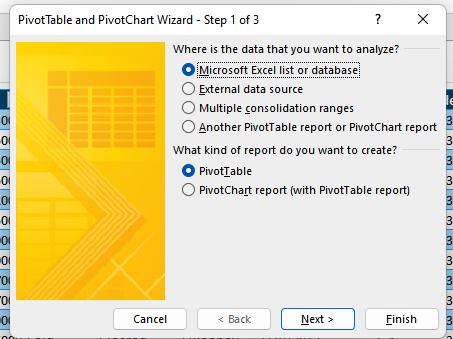 PivotTable and PivotChart Wizard - Step 1 of 3
Where is the data that you want to analyze?
Microsoft Excel list or database
External data source
Multiple consolidation ranges
Another PivotTable report or PivotChart report
What kind of report do you want to create?
PivotTable
PivotChart report (with PivotTable report)
Cancel
< Back
Next >
Finish